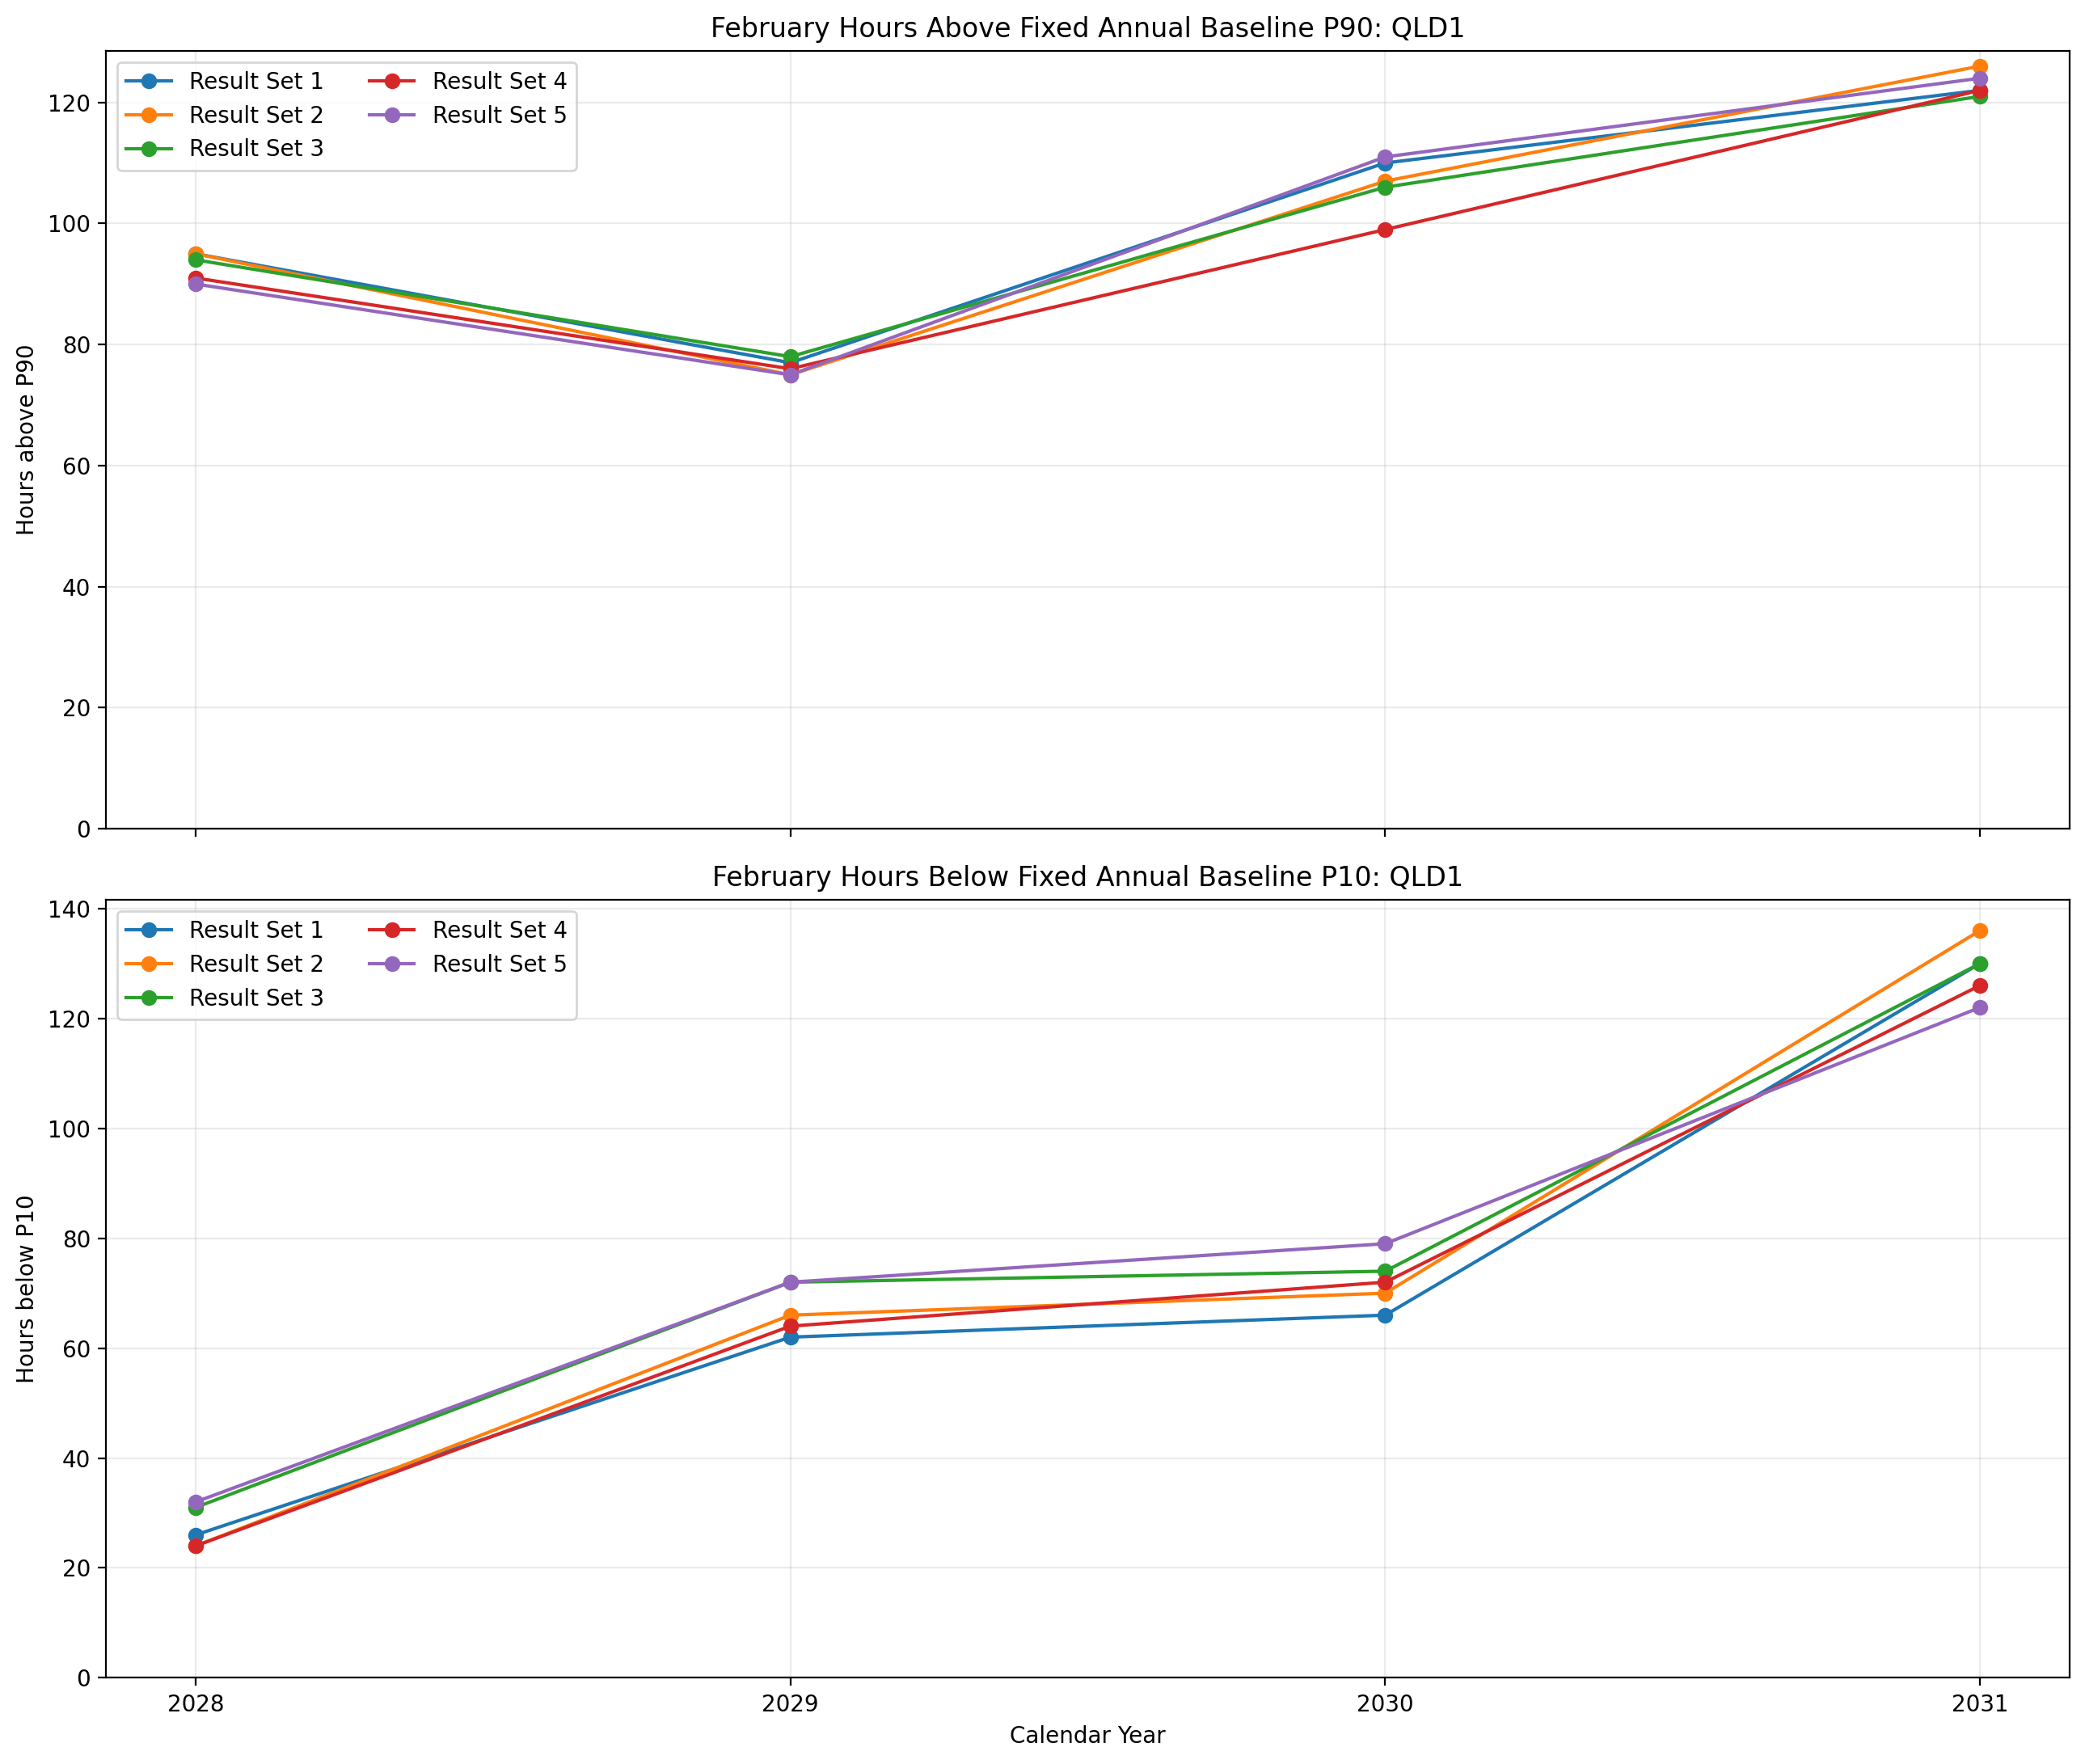 February Hours Above Fixed Annual Baseline P90: QLD1
Result Set 1
Result Set 2
Result Set 3
Result Set 4
Result Set 5
Hours above P90
120
100
80
60
40
20
0
February Hours Below Fixed Annual Baseline P10: QLD1
Result Set 1
Result Set 2
Result Set 3
Result Set 4
Result Set 5
Hours below P10
140
120
100
80
60
40
20
0
2028 2029 2030 2031
Calendar Year